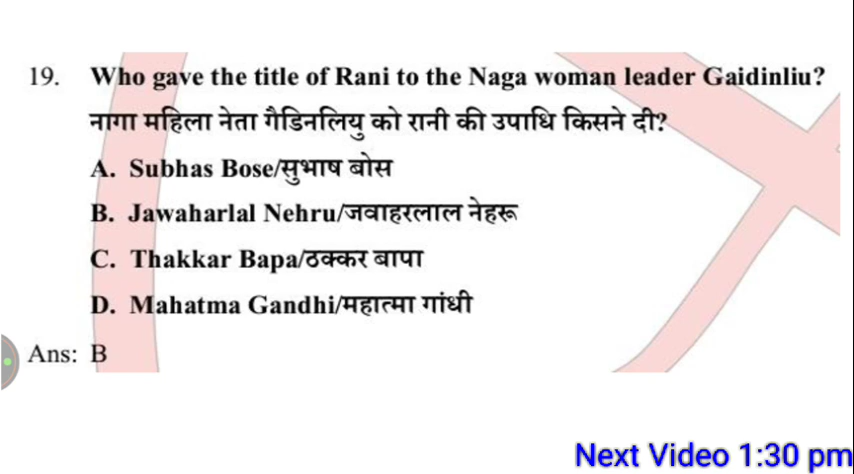 19. Who gave the title of Rani to the Naga woman leader Gaidinliu?
नागा महिला नेता गैडिनलियु को रानी की उपाधि किसने दी?
A. Subhas Bose/सुभाष बोस
B. Jawaharlal Nehru/जवाहरलाल नेहरू
C. Thakkar Bapa/ठक्कर बापा
D. Mahatma Gandhi/महात्मा गांधी
Ans: B
Next Video 1:30 pm